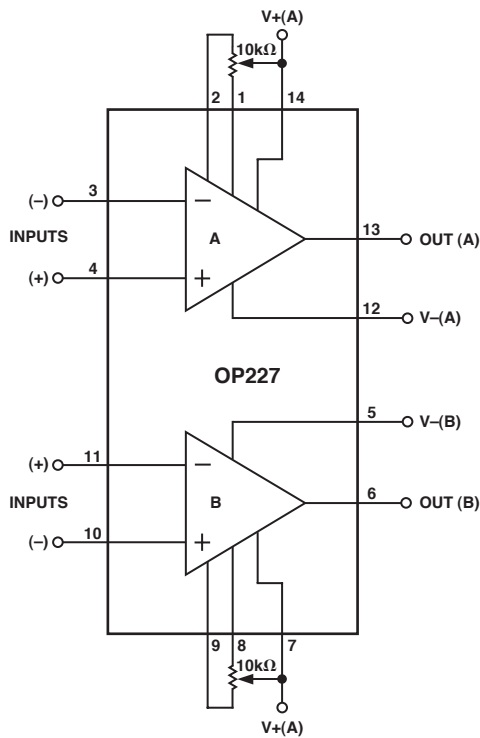 V+(A)
10kΩ
2 1 14
3
(–)
–
INPUTS
A
13
OUT (A)
4
(+)
+
12
V–(A)
OP227
5
V–(B)
11
(+)
–
INPUTS
B
6
OUT (B)
10
(–)
+
9 8 7
10kΩ
V+(A)